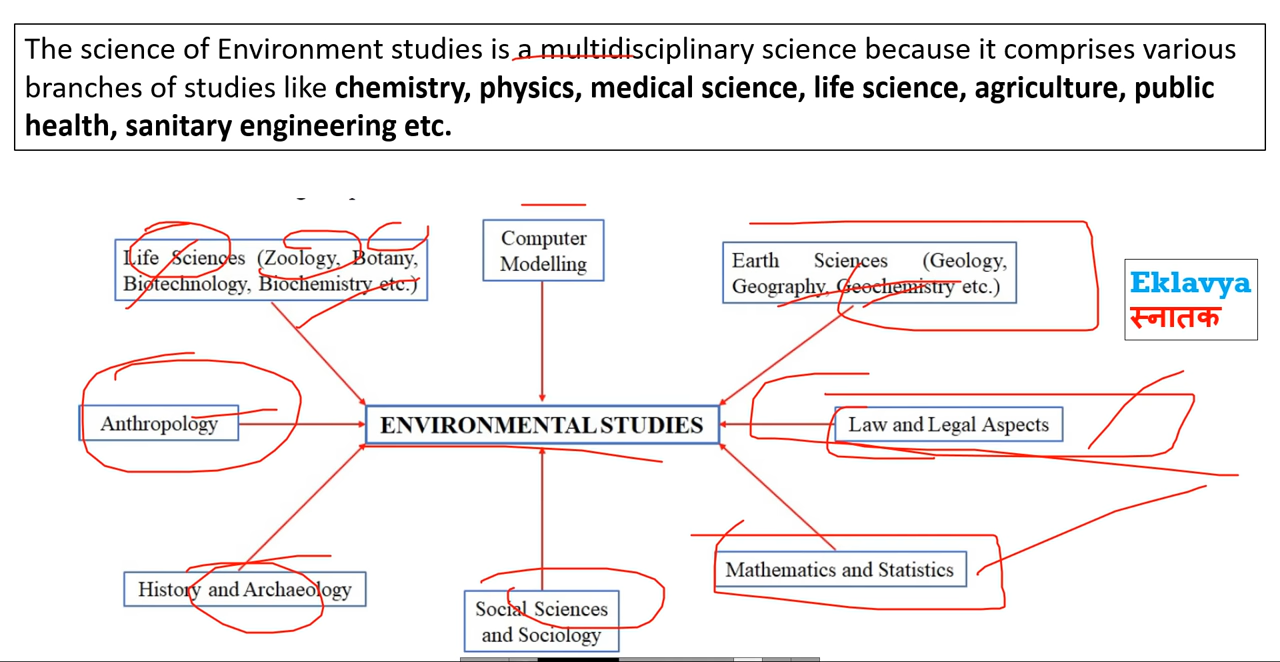 The science of Environment studies is a multidisciplinary science because it comprises various
branches of studies like chemistry, physics, medical science, life science, agriculture, public
health, sanitary engineering etc.
Life Sciences (Zoology, Botany,
Biotechnology, Biochemistry etc.)
Computer
Modelling
Earth Sciences (Geology,
Geography, Geochemistry etc.)
Eklavya
स्नातक
Anthropology
ENVIRONMENTAL STUDIES
Law and Legal Aspects
History and Archaeology
Social Sciences
and Sociology
Mathematics and Statistics